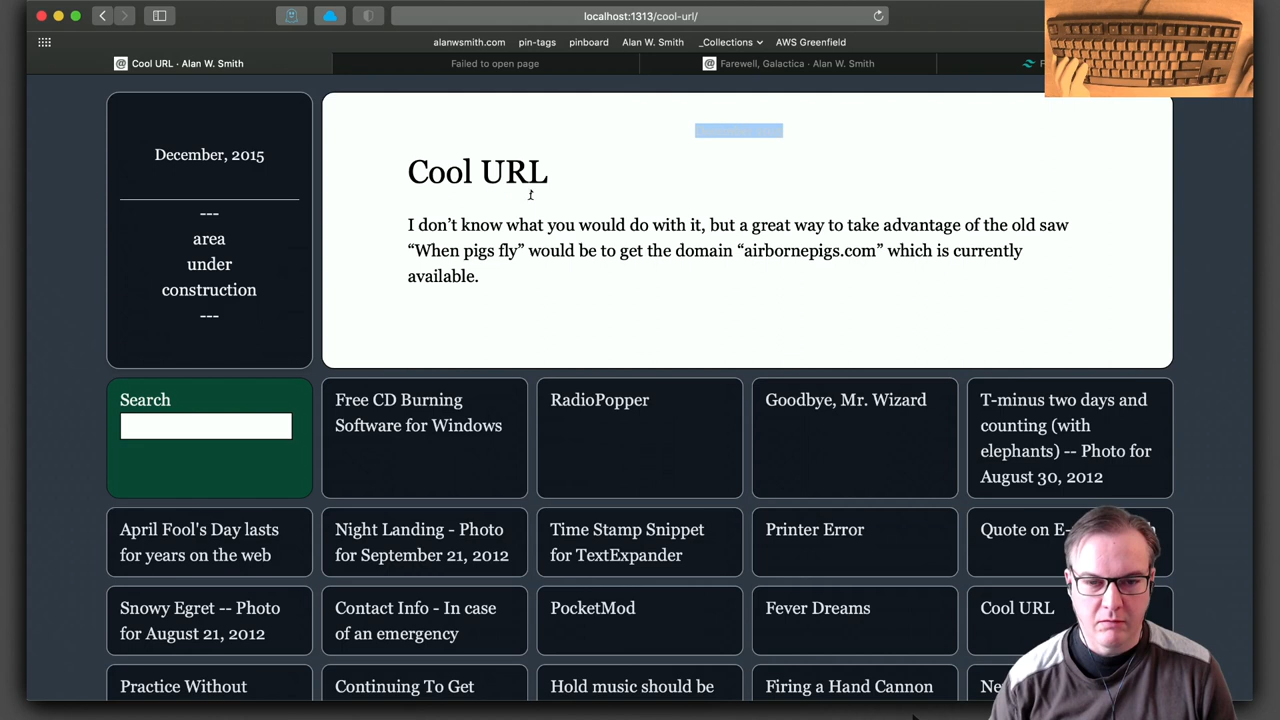 localhost:1313/cool-url/
alanwsmith.com pin-tags pinboard Alan W. Smith _Collections AWS Greenfield
@ Cool URL · Alan W. Smith
Failed to open page
@ Farewell, Galactica · Alan W. Smith
December, 2015
---
area
under
construction
---
Cool URL
I don’t know what you would do with it, but a great way to take advantage of the old saw
“When pigs fly” would be to get the domain “airbornepigs.com” which is currently
available.
Search
Free CD Burning
Software for Windows
RadioPopper
Goodbye, Mr. Wizard
T-minus two days and
counting (with
elephants) -- Photo for
August 30, 2012
April Fool's Day lasts
for years on the web
Night Landing - Photo
for September 21, 2012
Time Stamp Snippet
for TextExpander
Printer Error
Quote on
Snowy Egret -- Photo
for August 21, 2012
Contact Info - In case
of an emergency
PocketMod
Fever Dreams
Cool URL
Practice Without
Continuing To Get
Hold music should be
Firing a Hand Cannon